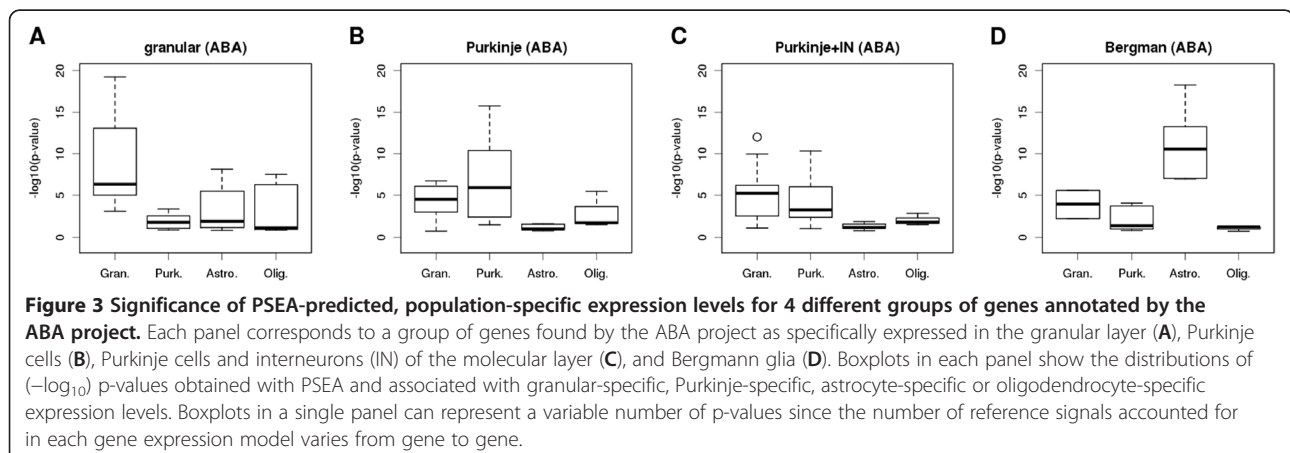 A
granular (ABA)
-log10(p-value)
20
15
10
5
0
Gran. Purk. Astro. Olig.
B
Purkinje (ABA)
-log10(p-value)
20
15
10
5
0
Gran. Purk. Astro. Olig.
C
Purkinje+IN (ABA)
-log10(p-value)
20
15
10
5
0
Gran. Purk. Astro. Olig.
D
Bergman (ABA)
-log10(p-value)
20
15
10
5
0
Gran. Purk. Astro. Olig.
Figure 3 Significance of PSEA-predicted, population-specific expression levels for 4 different groups of genes annotated by the
ABA project. Each panel corresponds to a group of genes found by the ABA project as specifically expressed in the granular layer (A), Purkinje
cells (B), Purkinje cells and interneurons (IN) of the molecular layer (C), and Bergmann glia (D). Boxplots in each panel show the distributions of
(−log10) p-values obtained with PSEA and associated with granular-specific, Purkinje-specific, astrocyte-specific or oligodendrocyte-specific
expression levels. Boxplots in a single panel can represent a variable number of p-values since the number of reference signals accounted for
in each gene expression model varies from gene to gene.